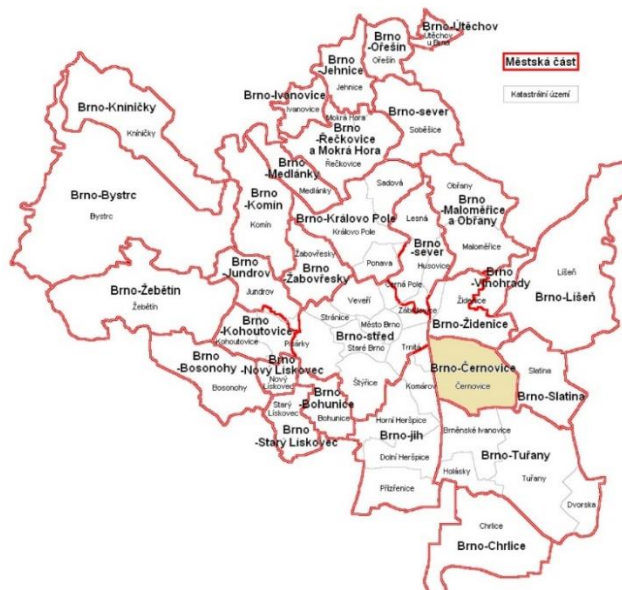 Brno-Útěchov
Útěchov
u Brna
Brno
-Ořešín
Ořešín
Brno
-Jehnice
Jehnice
Městská část
Katastrální území
Brno-Ivanovice
Ivanovice
Brno-Kníničky
Kníničky
Mokrá Hora
Brno
-Řečkovice
a Mokrá Hora
Řečkovice
Brno-sever
Soběšice
Brno
-Medlánky
Medlánky
Sadová
Obřany
Brno
-Maloměřice
a Obřany
Maloměřice
Brno-Bystrc
Bystrc
Brno
-Komín
Komín
Brno-Královo Pole
Královo Pole
Lesná
Brno
-sever
Husovice
Ponava
Černá Pole
Žabovřesky
Brno
-Žabovřesky
Brno
-Jundrov
Jundrov
Brno-Žebětín
Žebětín
Brno
-Vinohrady
Líšeň
Brno-Líšeň
Židenice
Brno-Židenice
Zábrdovice
Veveří
Stránice
Město Brno
Brno-střed
Staré Brno
Trnitá
Pisárky
Brno
-Kohoutovice
Kohoutovice
Brno
-Bosonohy
Bosonohy
Brno
-Nový Lískovec
Nový
Lískovec
Štýřice
Komárov
Brno-Černovice
Černovice
Slatina
Brno-Slatina
Brno
-Bohunice
Bohunice
Starý
Lískovec
Brno
-Starý Lískovec
Horní Heršpice
Brno-jih
Dolní Heršpice
Přízřenice
Brněnské Ivanovice
Brno-Tuřany
Tuřany
Holásky
Dvorska
Chrlice
Brno-Chrlice